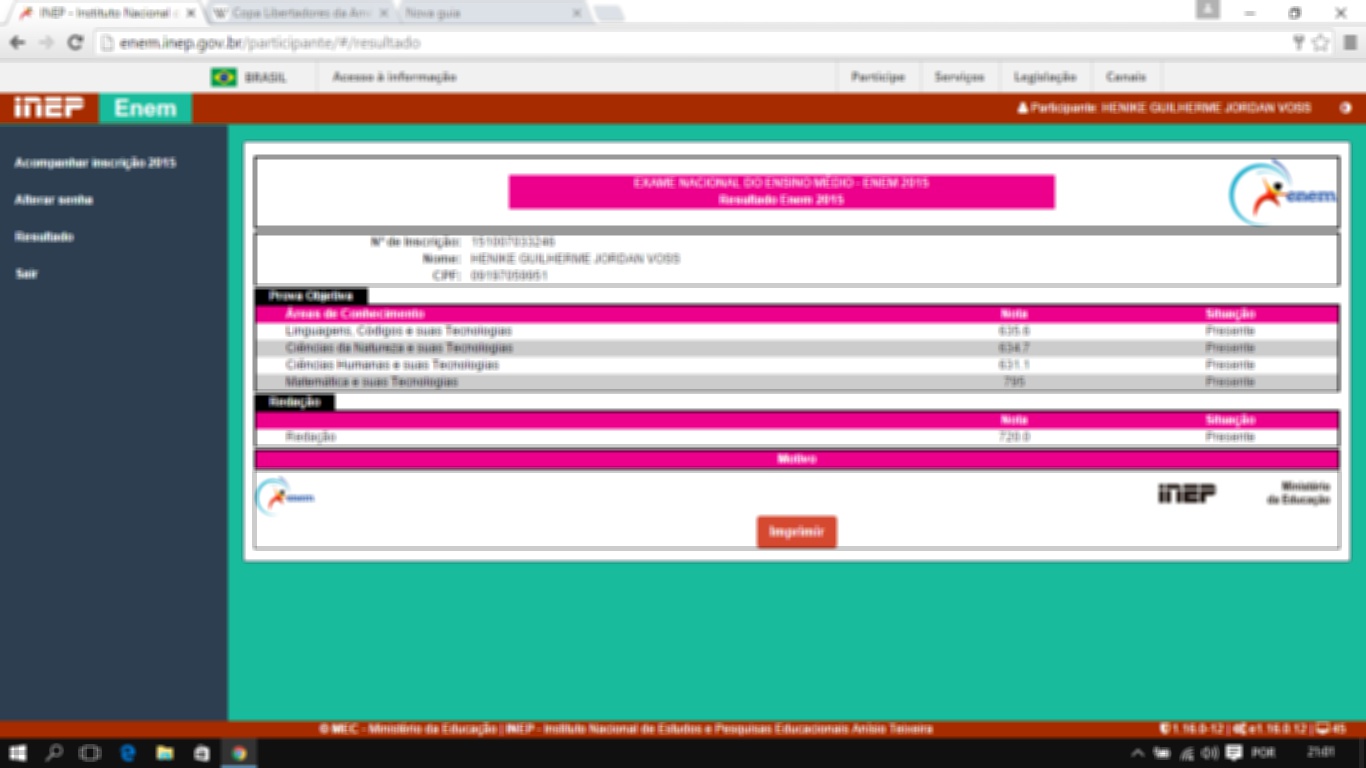 INEP - Instituto Nacional d
Copa Libertadores da Amé
Nova guia
enem.inep.gov.br/participante/#/resultado
BRASIL
Acesso à informação
Participe
Serviços
Legislação
Canais
INEP
Enem
Participante: HENIKE GUILHERME JORDAN VOSS
Acompanhar inscrição 2015
Alterar senha
Resultado
Sair
EXAME NACIONAL DO ENSINO MÉDIO - ENEM 2015
Resultado Enem 2015
enem
Nº de Inscrição: 151007033246
Nome: HENIKE GUILHERME JORDAN VOSS
CPF:
Prova Objetiva
Áreas de Conhecimento Nota Situação
Linguagens, Códigos e suas Tecnologias 635.6 Presente
Ciências da Natureza e suas Tecnologias 634.7 Presente
Ciências Humanas e suas Tecnologias 631.1 Presente
Matemática e suas Tecnologias 795 Presente
Redação
Nota Situação
Redação 720.0 Presente
Motivo
enem
INEP
Ministério
da Educação
Imprimir
© MEC - Ministério da Educação | INEP - Instituto Nacional de Estudos e Pesquisas Educacionais Anísio Teixeira
1.16.0-12 | e1.16.0.12 | 45
POR
21:01